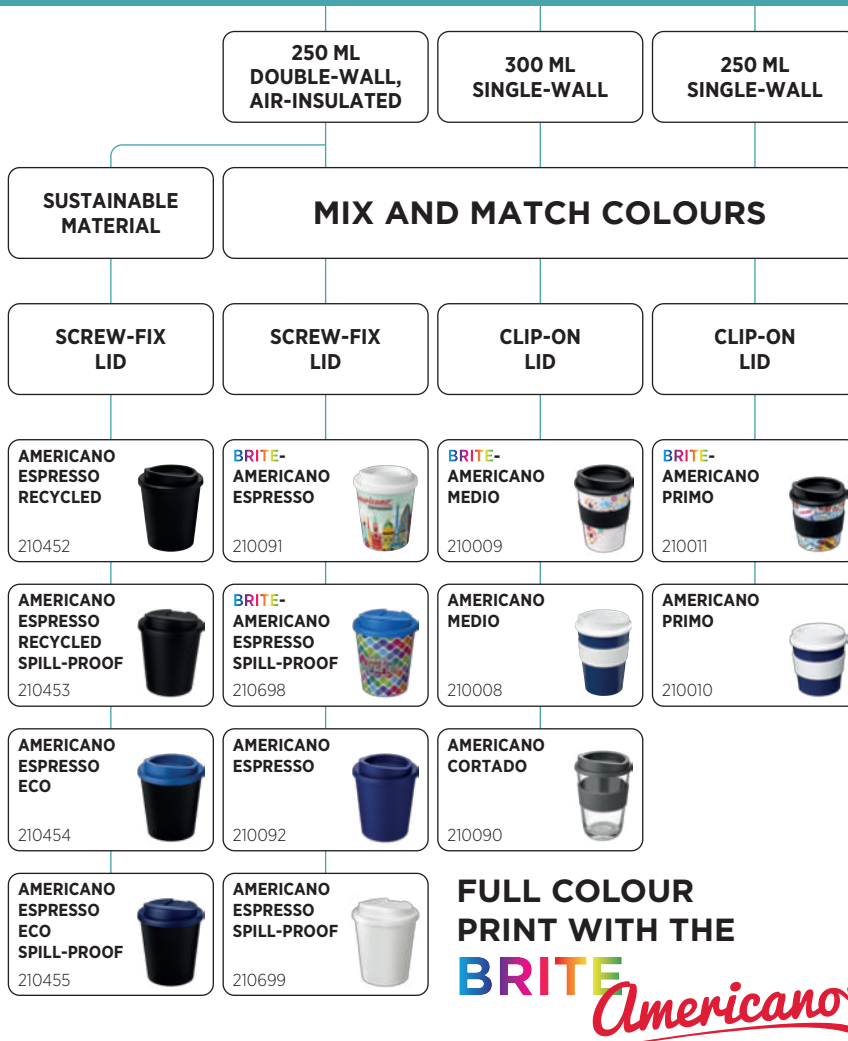 250 ML
DOUBLE-WALL,
AIR-INSULATED
300 ML
SINGLE-WALL
250 ML
SINGLE-WALL
SUSTAINABLE
MATERIAL
MIX AND MATCH COLOURS
SCREW-FIX
LID
SCREW-FIX
LID
CLIP-ON
LID
CLIP-ON
LID
AMERICANO
ESPRESSO
RECYCLED
210452
BRITE-
AMERICANO
ESPRESSO
210091
BRITE-
AMERICANO
MEDIO
210009
BRITE-
AMERICANO
PRIMO
210011
AMERICANO
ESPRESSO
RECYCLED
SPILL-PROOF
210453
BRITE-
AMERICANO
ESPRESSO
SPILL-PROOF
210698
AMERICANO
MEDIO
210008
AMERICANO
PRIMO
210010
AMERICANO
ESPRESSO
ECO
210454
AMERICANO
ESPRESSO
210092
AMERICANO
CORTADO
210090
AMERICANO
ESPRESSO
ECO
SPILL-PROOF
210455
AMERICANO
ESPRESSO
SPILL-PROOF
210699
FULL COLOUR
PRINT WITH THE
BRITE
Americano